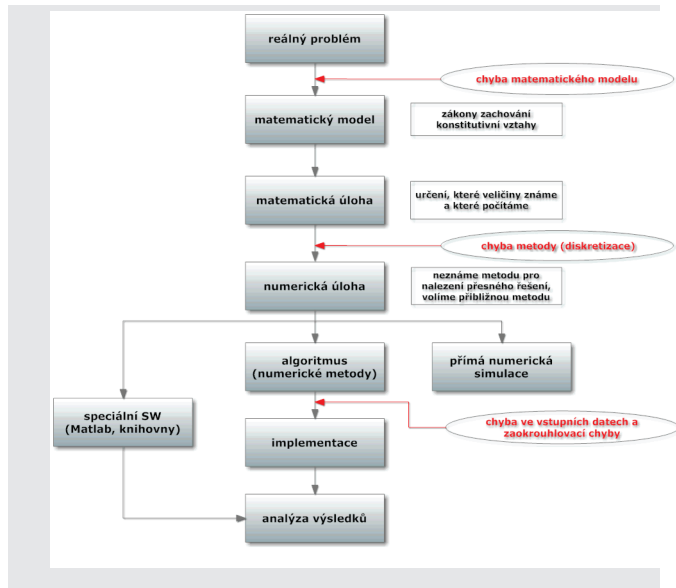 reálný problém
chyba matematického modelu
matematický model
zákony zachování
konstitutivní vztahy
matematická úloha
určení, které veličiny známe
a které počítáme
chyba metody (diskretizace)
numerická úloha
neznáme metodu pro
nalezení přesného řešení,
volíme přibližnou metodu
algoritmus
(numerické metody)
přímá numerická
simulace
speciální SW
(Matlab, knihovny)
chyba ve vstupních datech a
zaokrouhlovací chyby
implementace
analýza výsledků